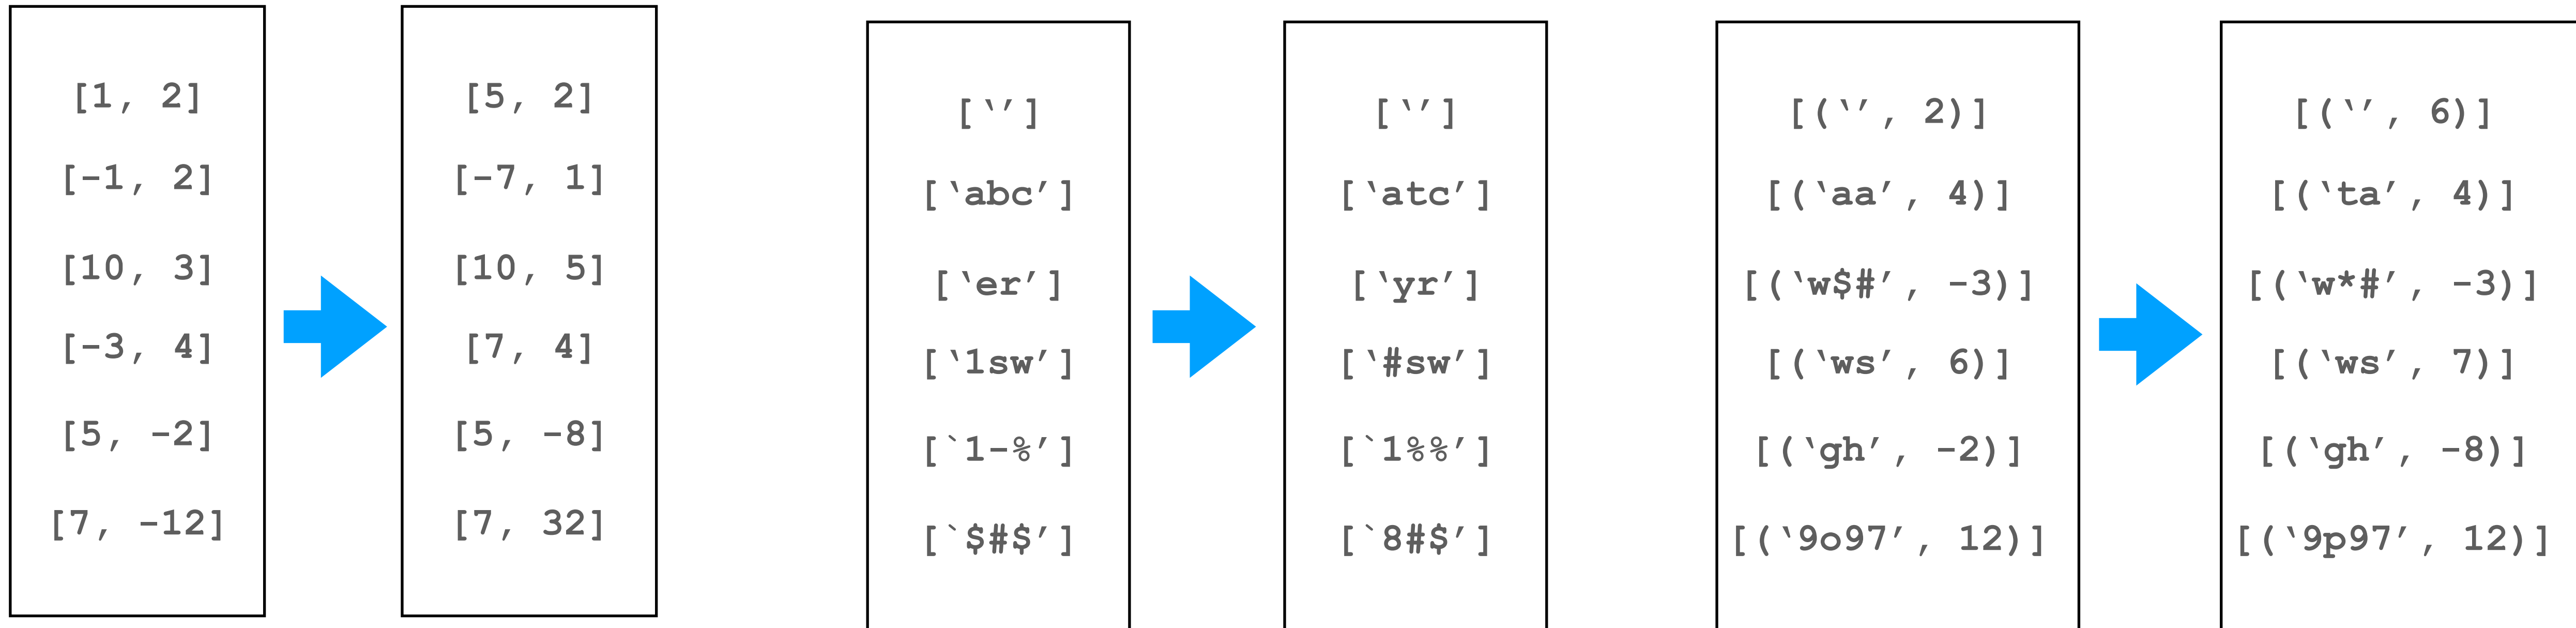 [1, 2]
[-1, 2]
[10, 3]
[-3, 4]
[5, -2]
[7, -12]
[5, 2]
[-7, 1]
[10, 5]
[7, 4]
[5, -8]
[7, 32]
[‵′]
[‵abc′]
[‵er′]
[‵1sw′]
[`1-%′]
[`$#$′]
[‵′]
[‵atc′]
[‵yr′]
[‵#sw′]
[`1%%′]
[`8#$′]
[(‵′, 2)]
[(‵aa′, 4)]
[(‵w$#′, -3)]
[(‵ws′, 6)]
[(‵gh′, -2)]
[(‵9o97′, 12)]
[(‵′, 6)]
[(‵ta′, 4)]
[(‵w*#′, -3)]
[(‵ws′, 7)]
[(‵gh′, -8)]
[(‵9p97′, 12)]